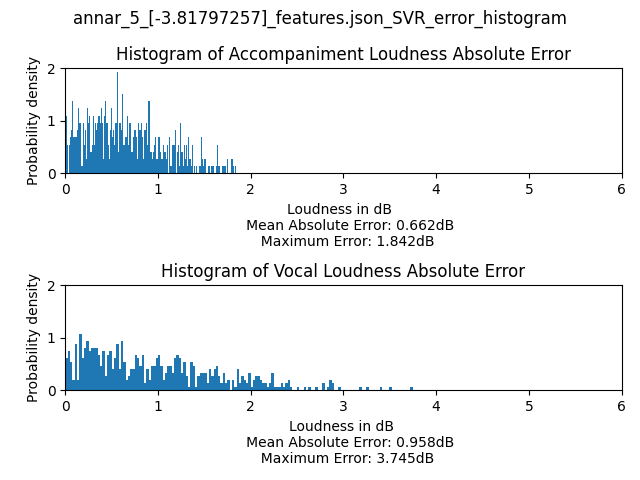 annar_5_[-3.81797257]_features.json_SVR_error_histogram
Histogram of Accompaniment Loudness Absolute Error
Probability density
2
1
0
0 1 2 3 4 5 6
Loudness in dB
Mean Absolute Error: 0.662dB
Maximum Error: 1.842dB
Histogram of Vocal Loudness Absolute Error
Probability density
2
1
0
0 1 2 3 4 5 6
Loudness in dB
Mean Absolute Error: 0.958dB
Maximum Error: 3.745dB